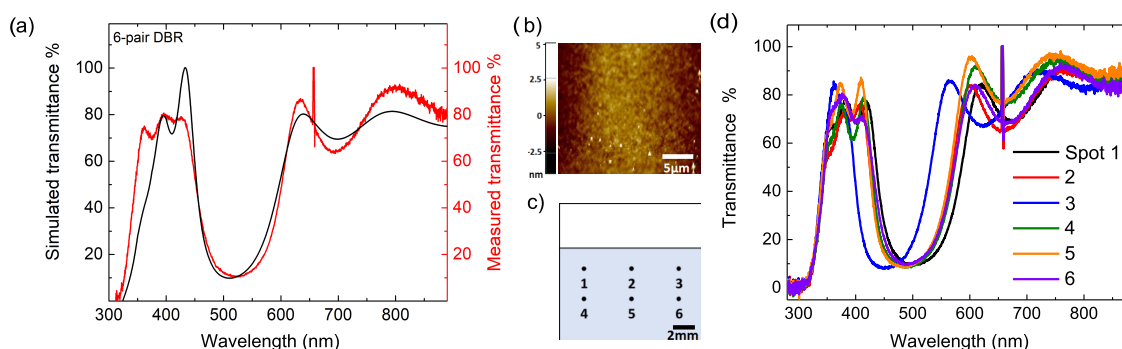 (a)
6-pair DBR
Simulated transmittance %
100
80
60
40
20
300 400 500 600 700 800
Wavelength (nm)
100
80
60
40
20
Measured transmittance %
(b)
5
2.5
0
-2.5
nm
5µm
c)
1 2 3
4 5 6
2mm
(d)
Transmittance %
100
80
60
40
20
0
300 400 500 600 700 800
Wavelength (nm)
Spot 1
2
3
4
5
6